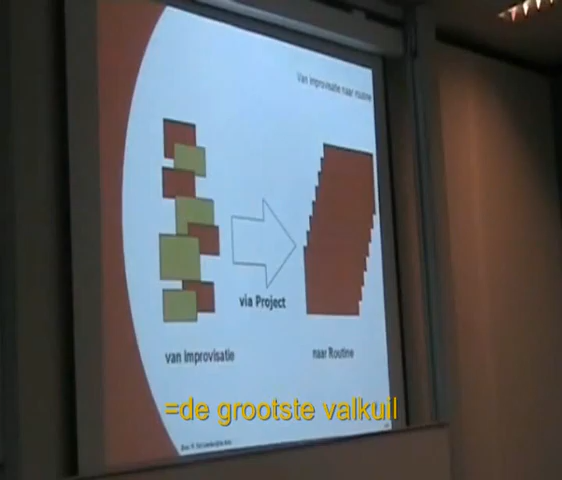 Van improvisatie naar routine
via Project
van Improvisatie
naar Routine
=de grootste valkuil